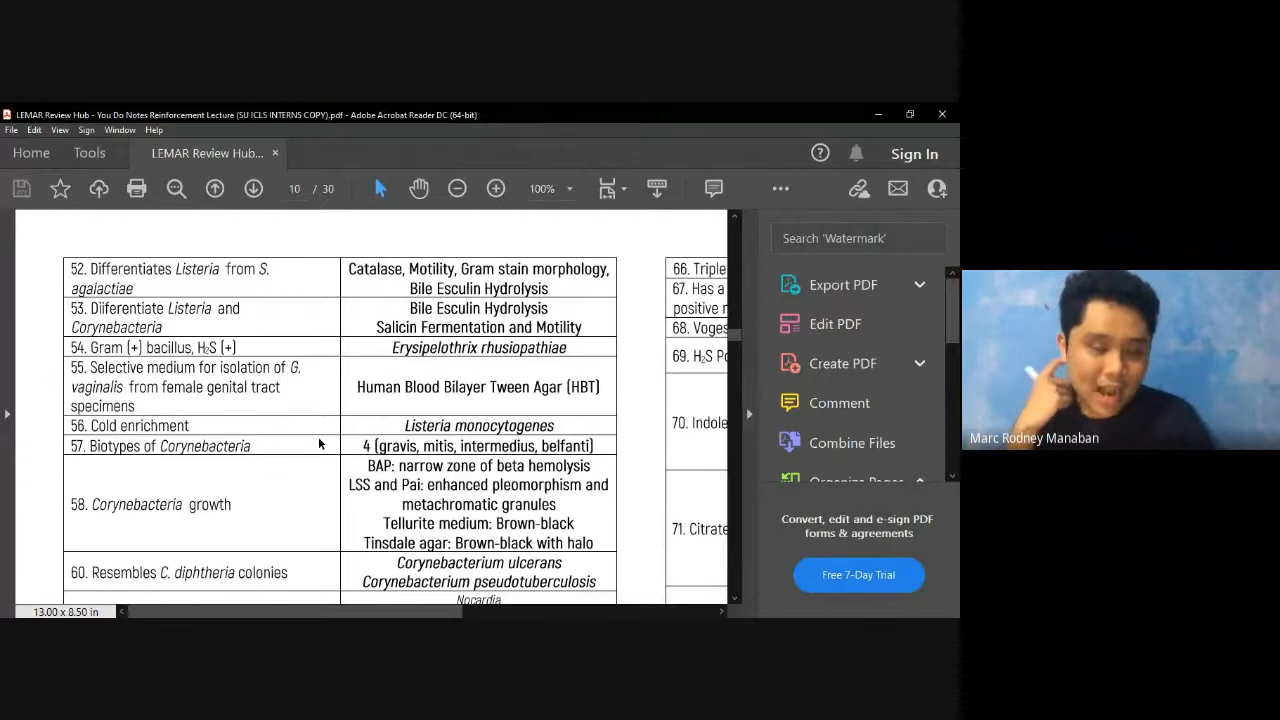 LEMAR Review Hub - You Do Notes Reinforcement Lecture (SU ICLS INTERNS COPY).pdf - Adobe Acrobat Reader DC (64-bit)
File Edit View Sign Window Help
Home Tools LEMAR Review Hub... × Sign In
10 / 30 100%
52. Differentiates Listeria from S. agalactiae
Catalase, Motility, Gram stain morphology,
Bile Esculin Hydrolysis
53. Differentiate Listeria and
Corynebacteria
Bile Esculin Hydrolysis
Salicin Fermentation and Motility
54. Gram (+) bacillus, H₂S (+)
Erysipelothrix rhusiopathiae
55. Selective medium for isolation of G.
vaginalis from female genital tract
specimens
Human Blood Bilayer Tween Agar (HBT)
56. Cold enrichment
Listeria monocytogenes
57. Biotypes of Corynebacteria
4 (gravis, mitis, intermedius, belfanti)
58. Corynebacteria growth
BAP: narrow zone of beta hemolysis
LSS and Pai: enhanced pleomorphism and
metachromatic granules
Tellurite medium: Brown-black
Tinsdale agar: Brown-black with halo
60. Resembles C. diphtheria colonies
Corynebacterium ulcerans
Corynebacterium pseudotuberculosis
Nocardia
66. Triple
67. Has a
positive
68. Voges
69. H₂S Po
70. Indole
71. Citrate
13.00 x 8.50 in
Search 'Watermark'
Export PDF
Edit PDF
Create PDF
Comment
Combine Files
Organize Pages
Convert, edit and e-sign PDF
forms & agreements
Free 7-Day Trial
Marc Rodney Manaban